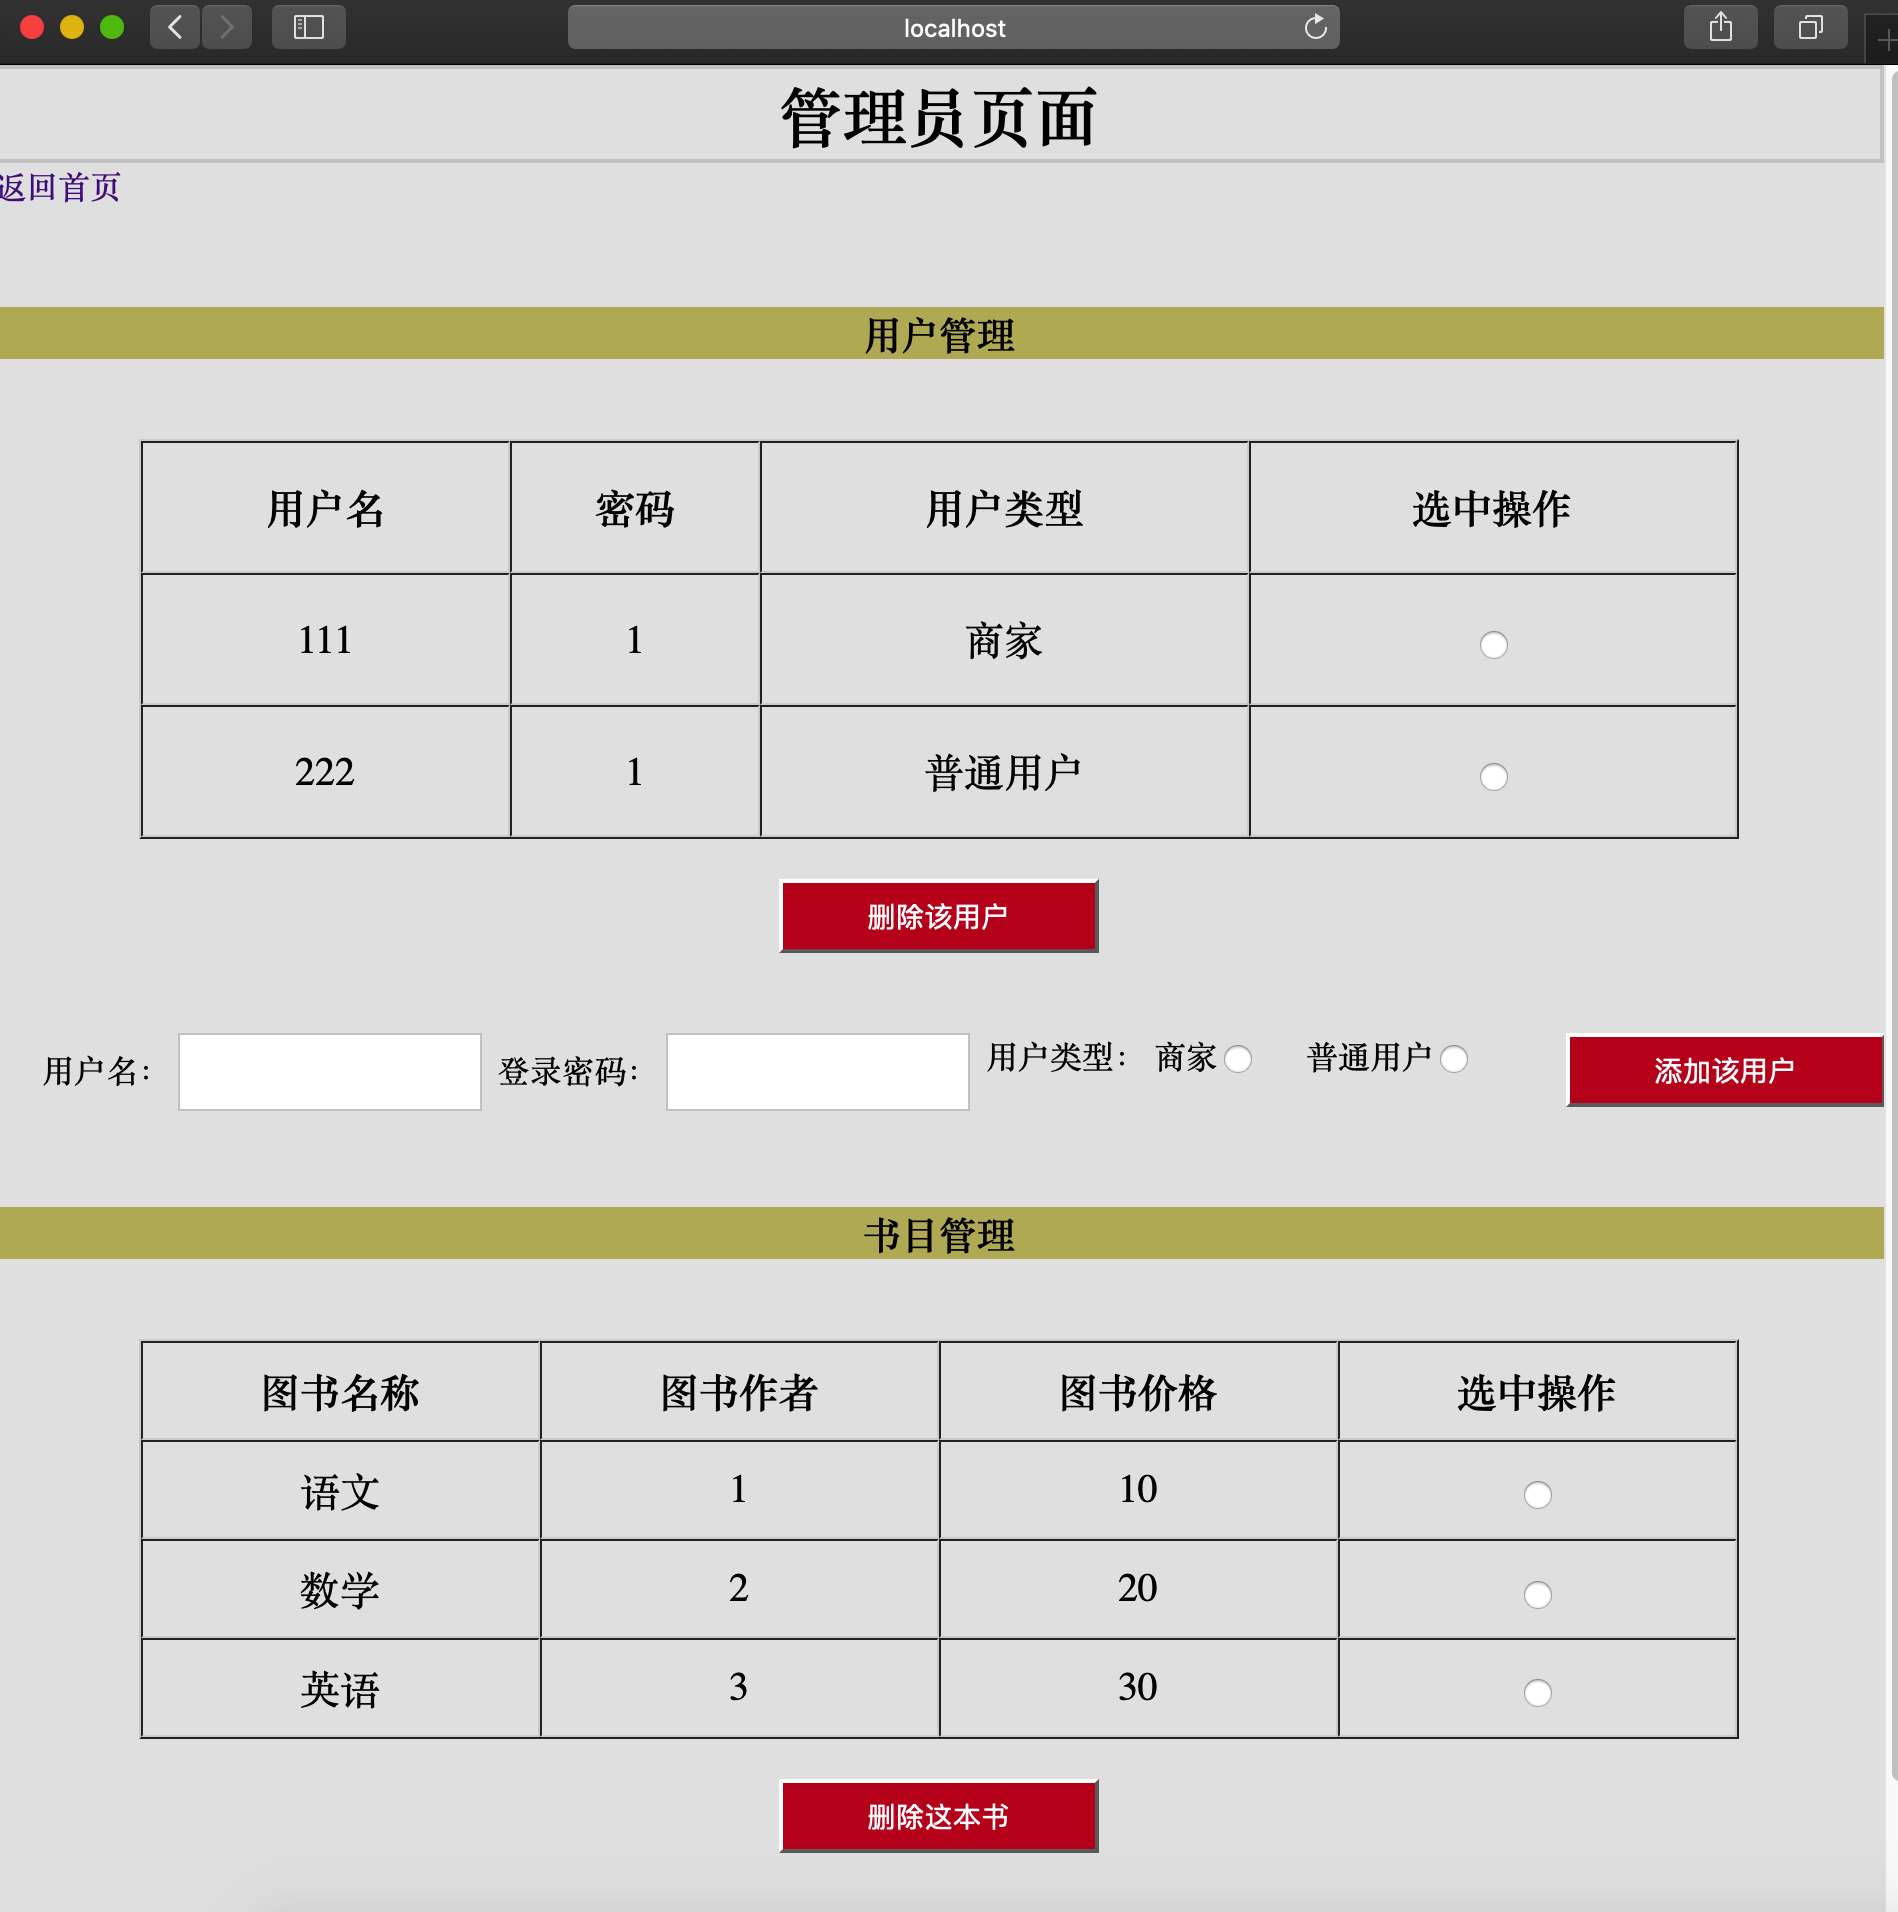 localhost
管理员页面
返回首页
用户管理
用户名 密码 用户类型 选中操作
111 1 商家
222 1 普通用户
删除该用户
用户名： 登录密码： 用户类型： 商家 普通用户 添加该用户
书目管理
图书名称 图书作者 图书价格 选中操作
语文 1 10
数学 2 20
英语 3 30
删除这本书